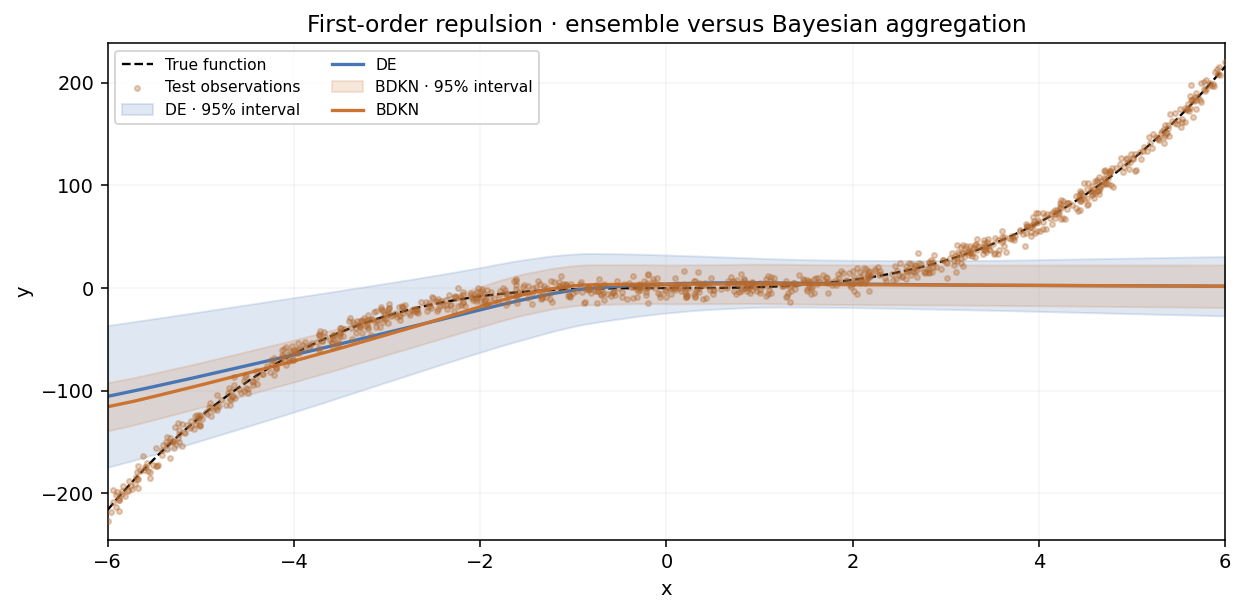 First-order repulsion · ensemble versus Bayesian aggregation
True function
Test observations
DE · 95% interval
DE
BDKN · 95% interval
BDKN
y
200
100
0
−100
−200
−6
−4
−2
0
2
4
6
x